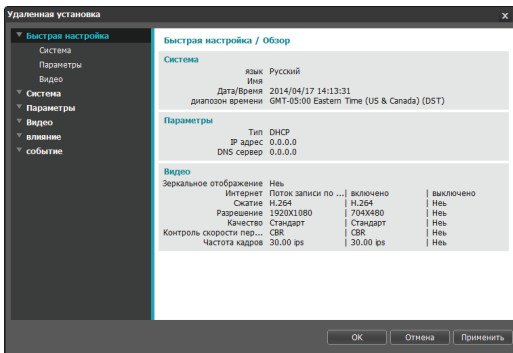 Удаленная установка x
Быстрая настройка
Система
Параметры
Видео
Система
Параметры
Видео
влияние
событие
Быстрая настройка / Обзор
Система
язык Русский
Имя
Дата/Время 2014/04/17 14:13:31
диапозон времени GMT-05:00 Eastern Time (US & Canada) (DST)
Параметры
Тип DHCP
IP адрес 0.0.0.0
DNS сервер 0.0.0.0
Видео
Зеркальное отображение Неь
Интернет Поток записи по ...| включено | выключено
Сжатие H.264 | H.264 | Неь
Разрешение 1920X1080 | 704X480 | Неь
Качество Стандарт | Стандарт | Неь
Контроль скорости пер... CBR | CBR | Неь
Частота кадров 30.00 ips | 30.00 ips | Неь
OK Отмена Применить